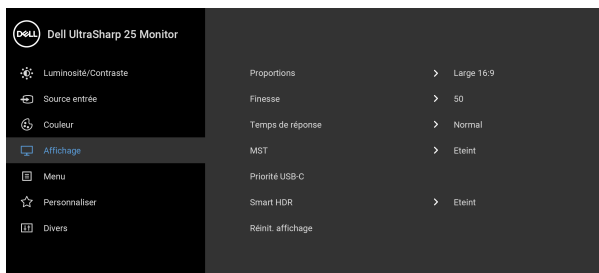 DELL Dell UltraSharp 25 Monitor
Luminosité/Contraste
Source entrée
Couleur
Affichage
Menu
Personnaliser
Divers
Proportions > Large 16:9
Finesse > 50
Temps de réponse > Normal
MST > Eteint
Priorité USB-C
Smart HDR > Eteint
Réinit. affichage